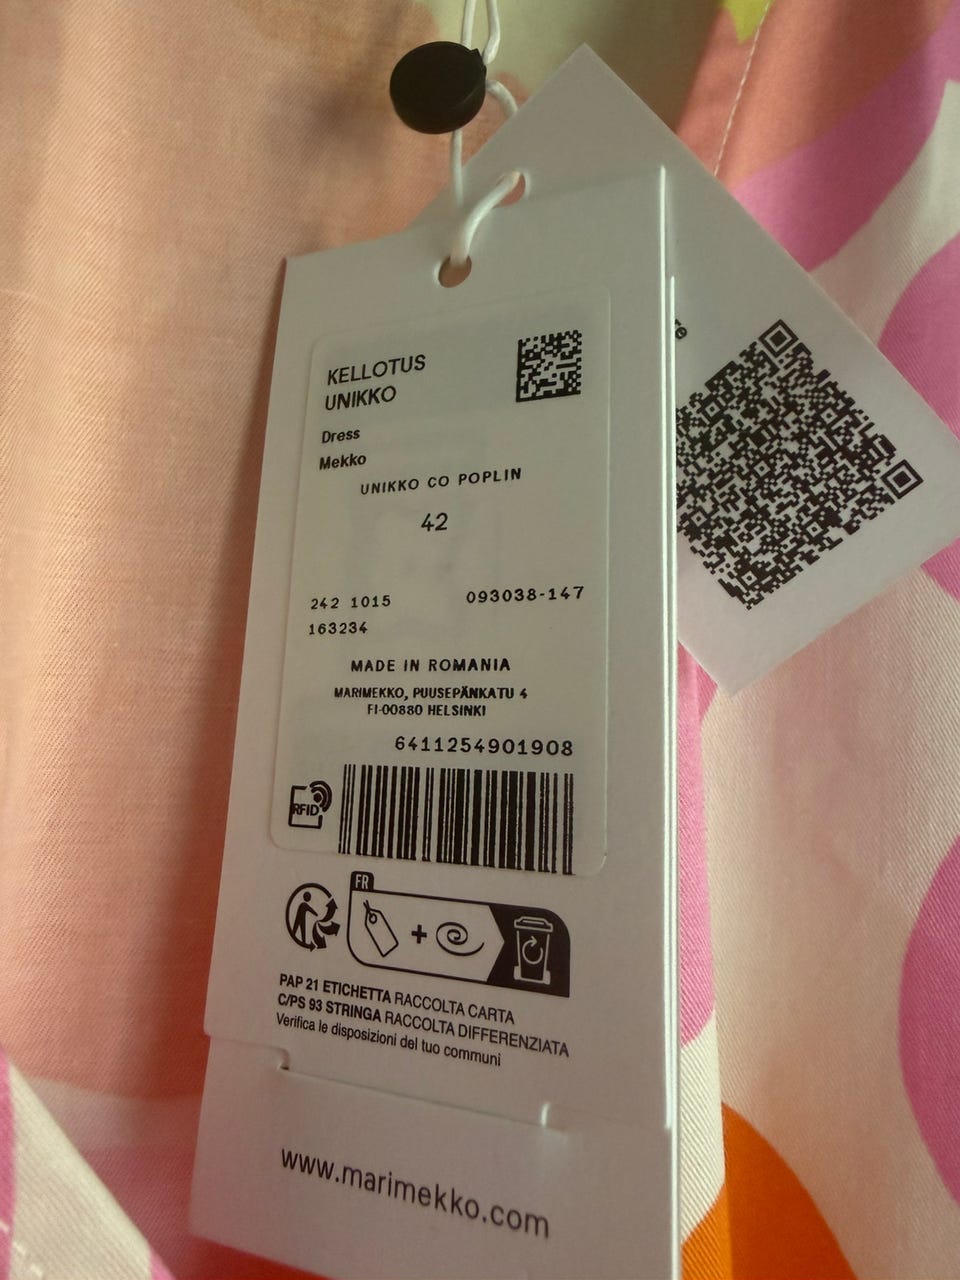 KELLOTUS
UNIKKO
Dress
Mekko
UNIKKO CO POPLIN
42
242 1015 093038-147
163234
MADE IN ROMANIA
MARIMEKKO, PUUSEPÄNKATU 4
FI-00880 HELSINKI
6411254901908
RFID
FR
PAP 21 ETICHETTA RACCOLTA CARTA
C/PS 93 STRINGA RACCOLTA DIFFERENZIATA
Verifica le disposizioni del tuo communi
www.marimekko.com